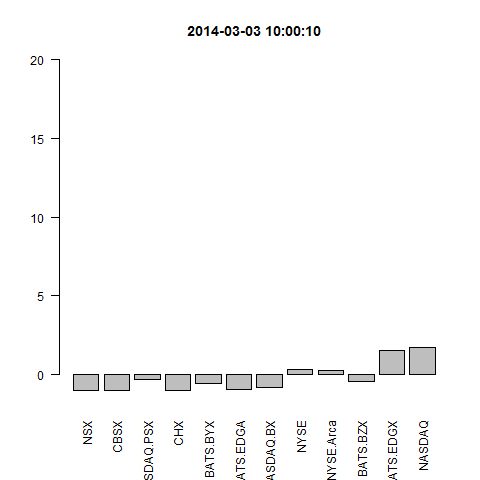 2014-03-03 10:00:10
20
15
10
5
0
NSX
CBSX
SDAQ.PSX
CHX
BATS.BYX
ATS.EDGA
ASDAQ.BX
NYSE
NYSE.Arca
BATS.BZX
ATS.EDGX
NASDAQ